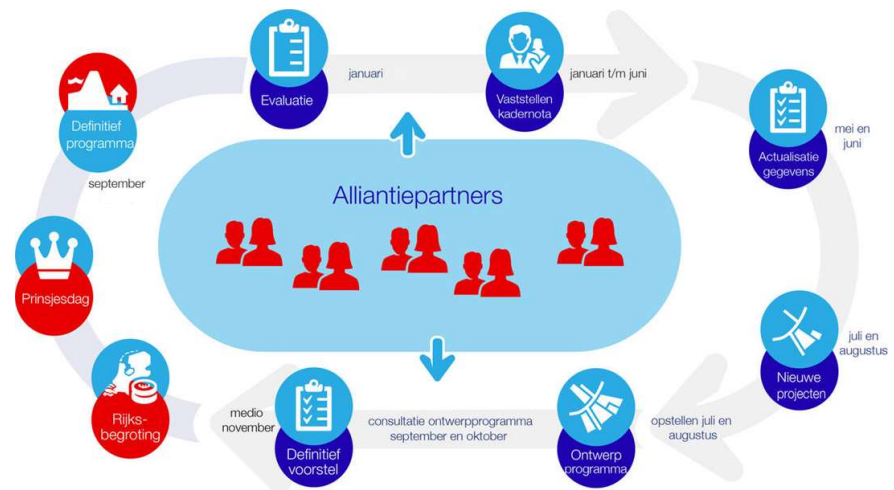 januari
Evaluatie
januari t/m juni
Vaststellen
kadernota
mei en
juni
Actualisatie
gegevens
juli en
augustus
Nieuwe
projecten
opstellen juli en
augustus
Ontwerp
programma
consultatie ontwerpprogramma
september en oktober
Definitief
voorstel
medio
november
Rijks-
begroting
Prinsjesdag
september
Definitief
programma
Alliantiepartners